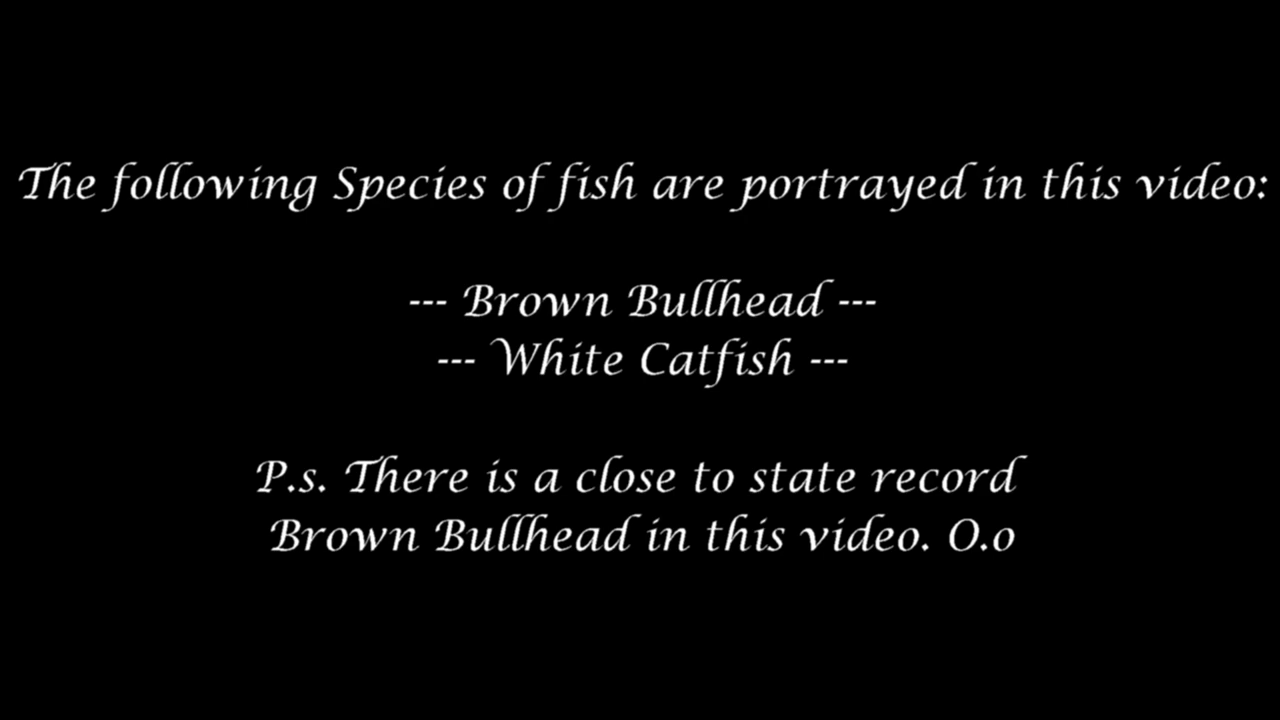 The following Species of fish are portrayed in this video:
--- Brown Bullhead ---
--- White Catfish ---
P.s. There is a close to state record
Brown Bullhead in this video. O.o